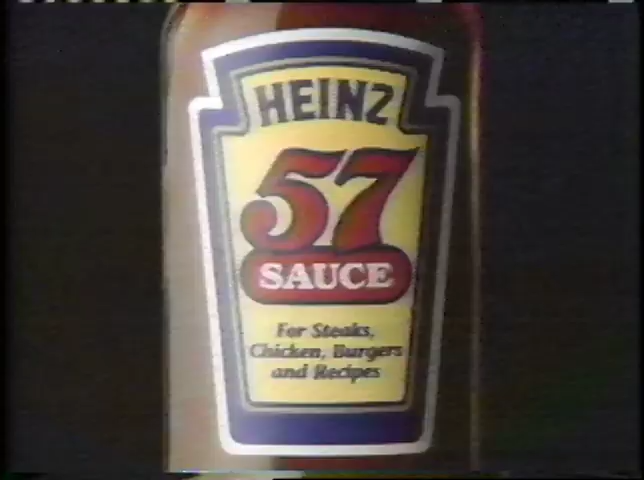 HEINZ
57
SAUCE
For Steaks,
Chicken, Burgers
and Recipes